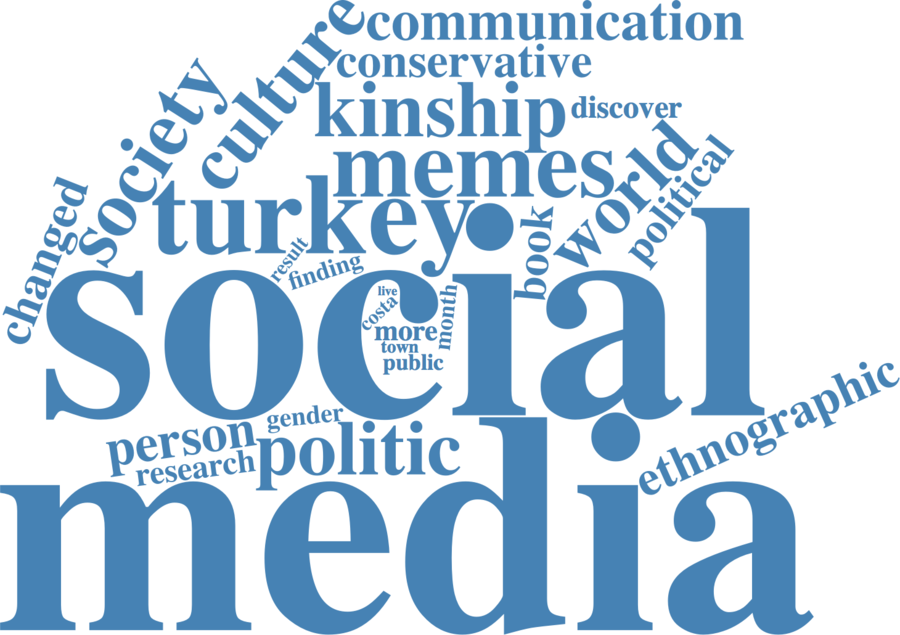 communication
culture
conservative
society
kinship
discover
memes
world
political
turkey
changed
book
result
finding
social
live
costa
month
more
town
public
gender
person
politic
research
ethnographic
media